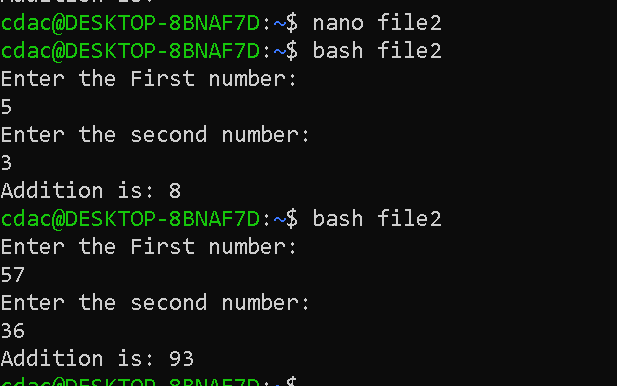 Addition is:
cdac@DESKTOP-8BNAF7D:~$ nano file2
cdac@DESKTOP-8BNAF7D:~$ bash file2
Enter the First number:
5
Enter the second number:
3
Addition is: 8
cdac@DESKTOP-8BNAF7D:~$ bash file2
Enter the First number:
57
Enter the second number:
36
Addition is: 93
cdac@DESKTOP-8BNAF7D:~$